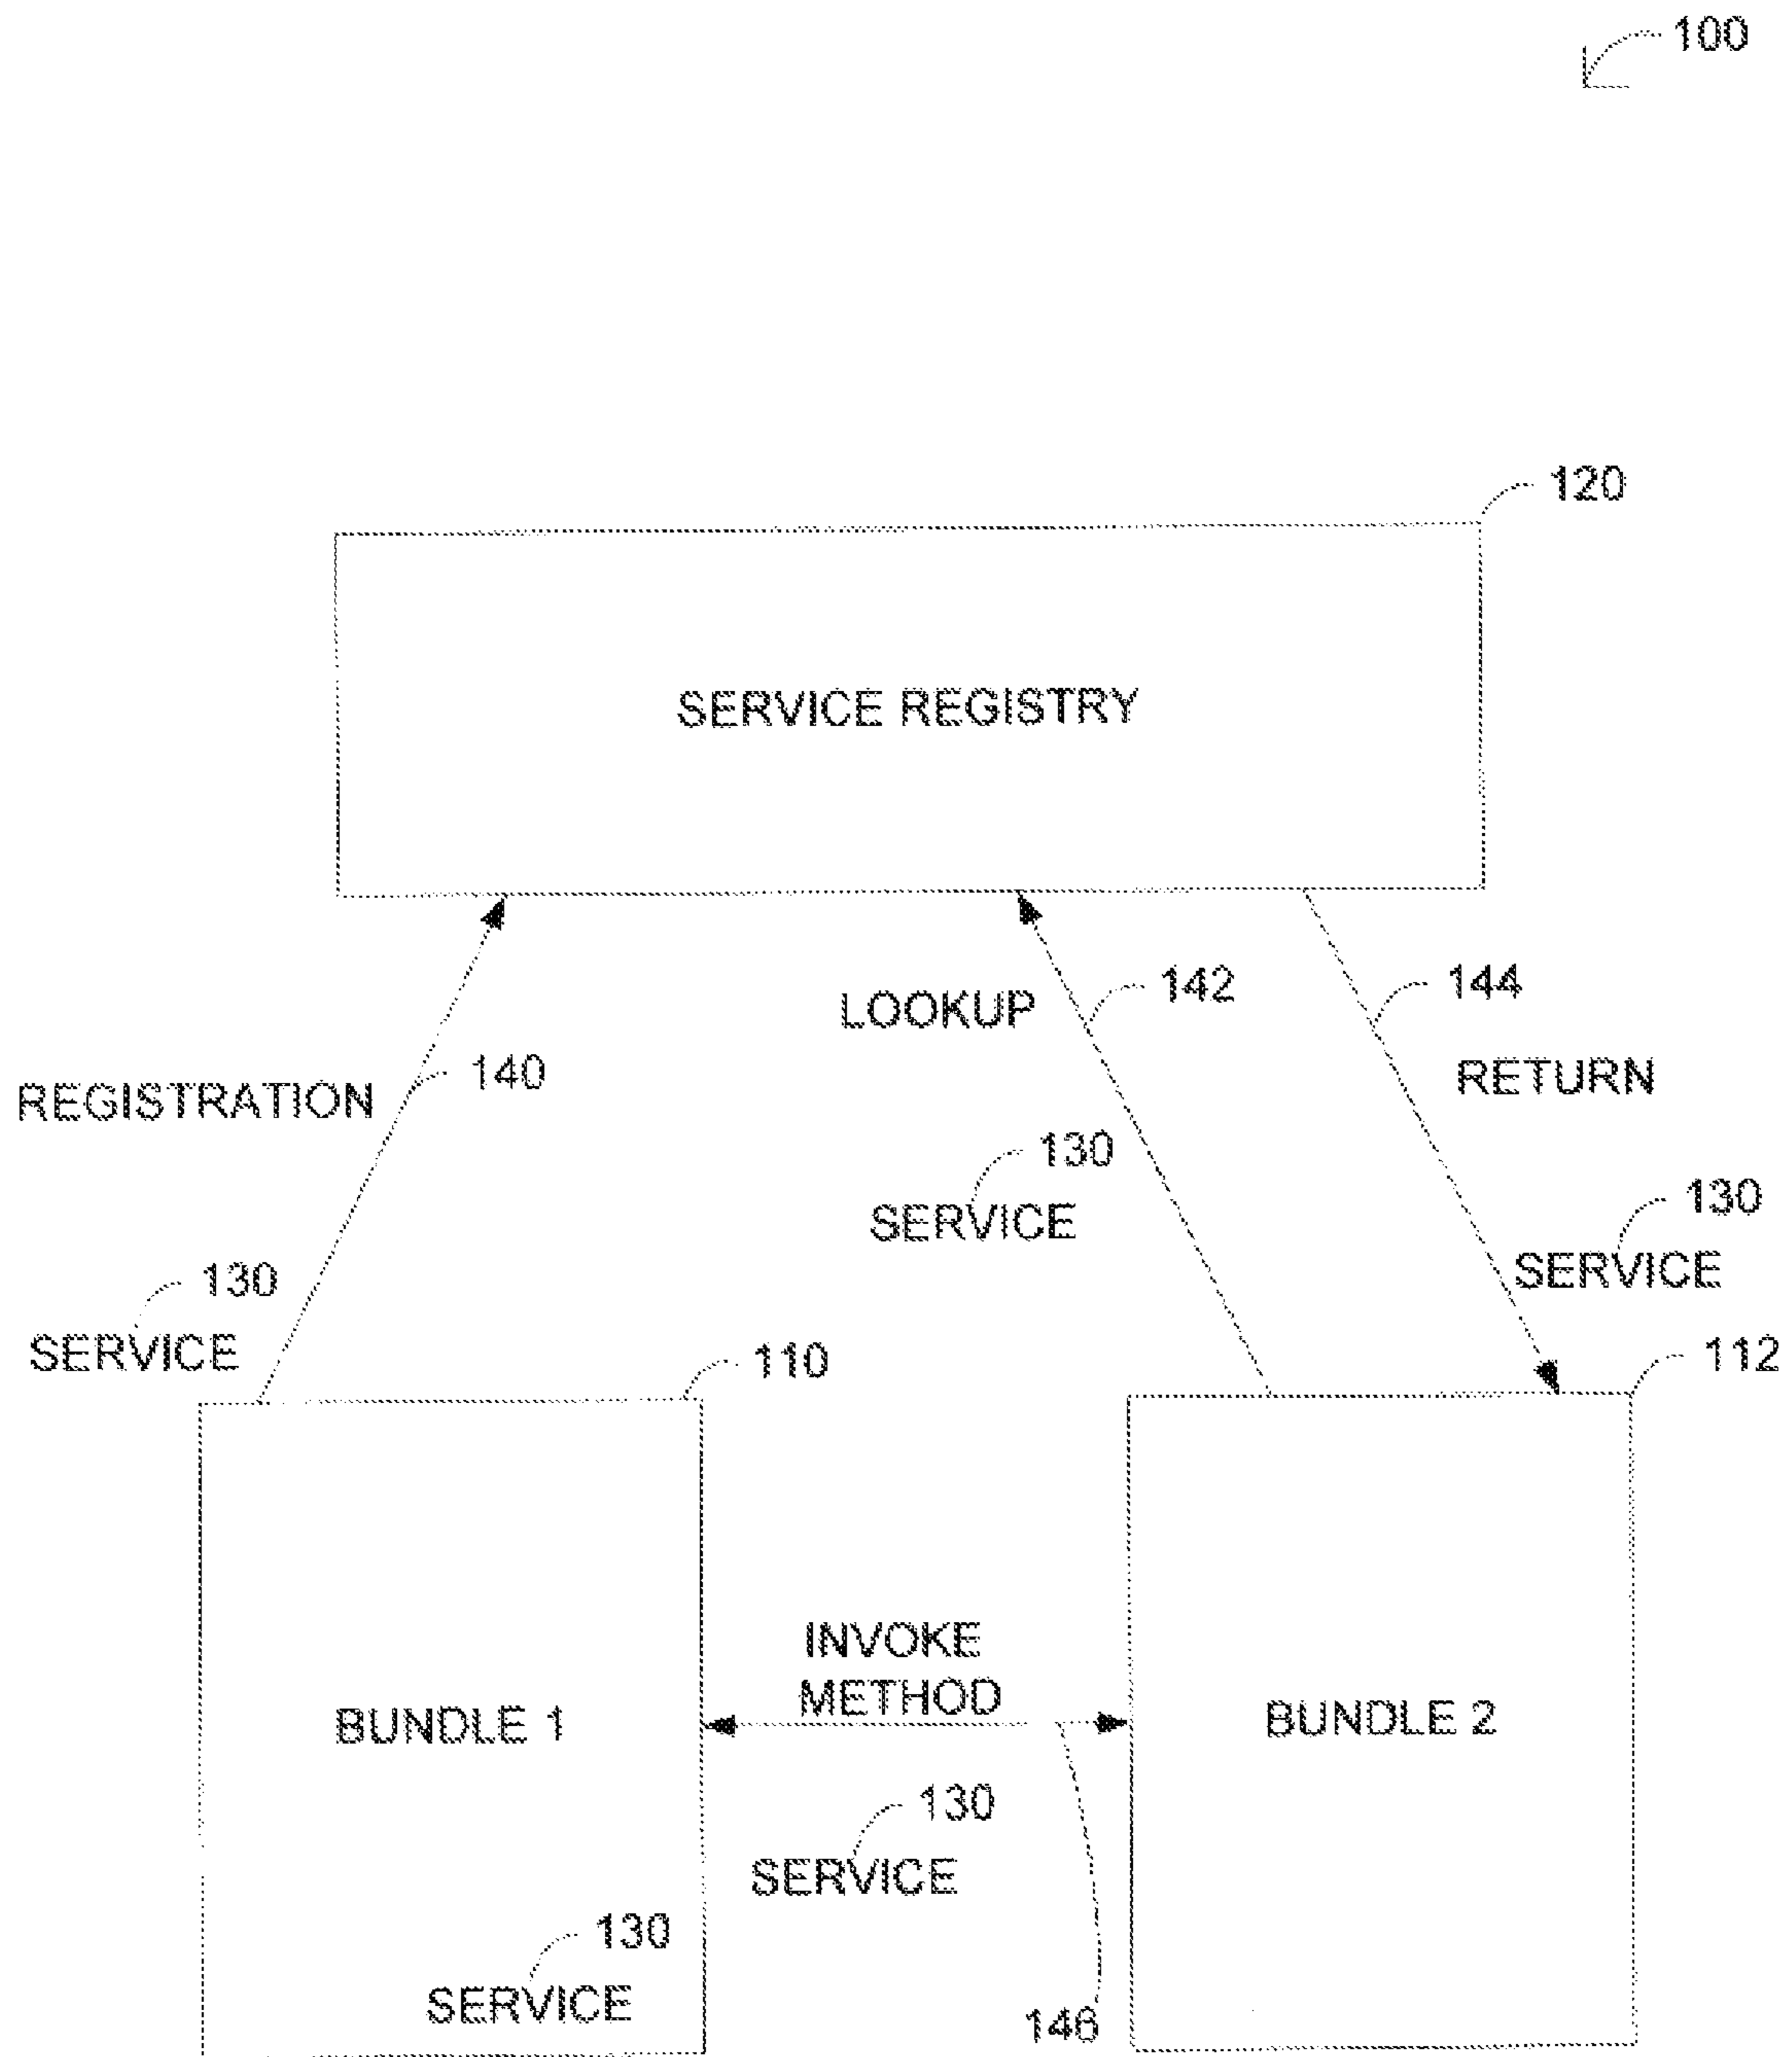 100
120
SERVICE REGISTRY
142
144
LOOKUP
140
RETURN
REGISTRATION
130
130
SERVICE
SERVICE
130
SERVICE
110
112
INVOKE
METHOD
BUNDLE 1
BUNDLE 2
130
SERVICE
130
SERVICE
146